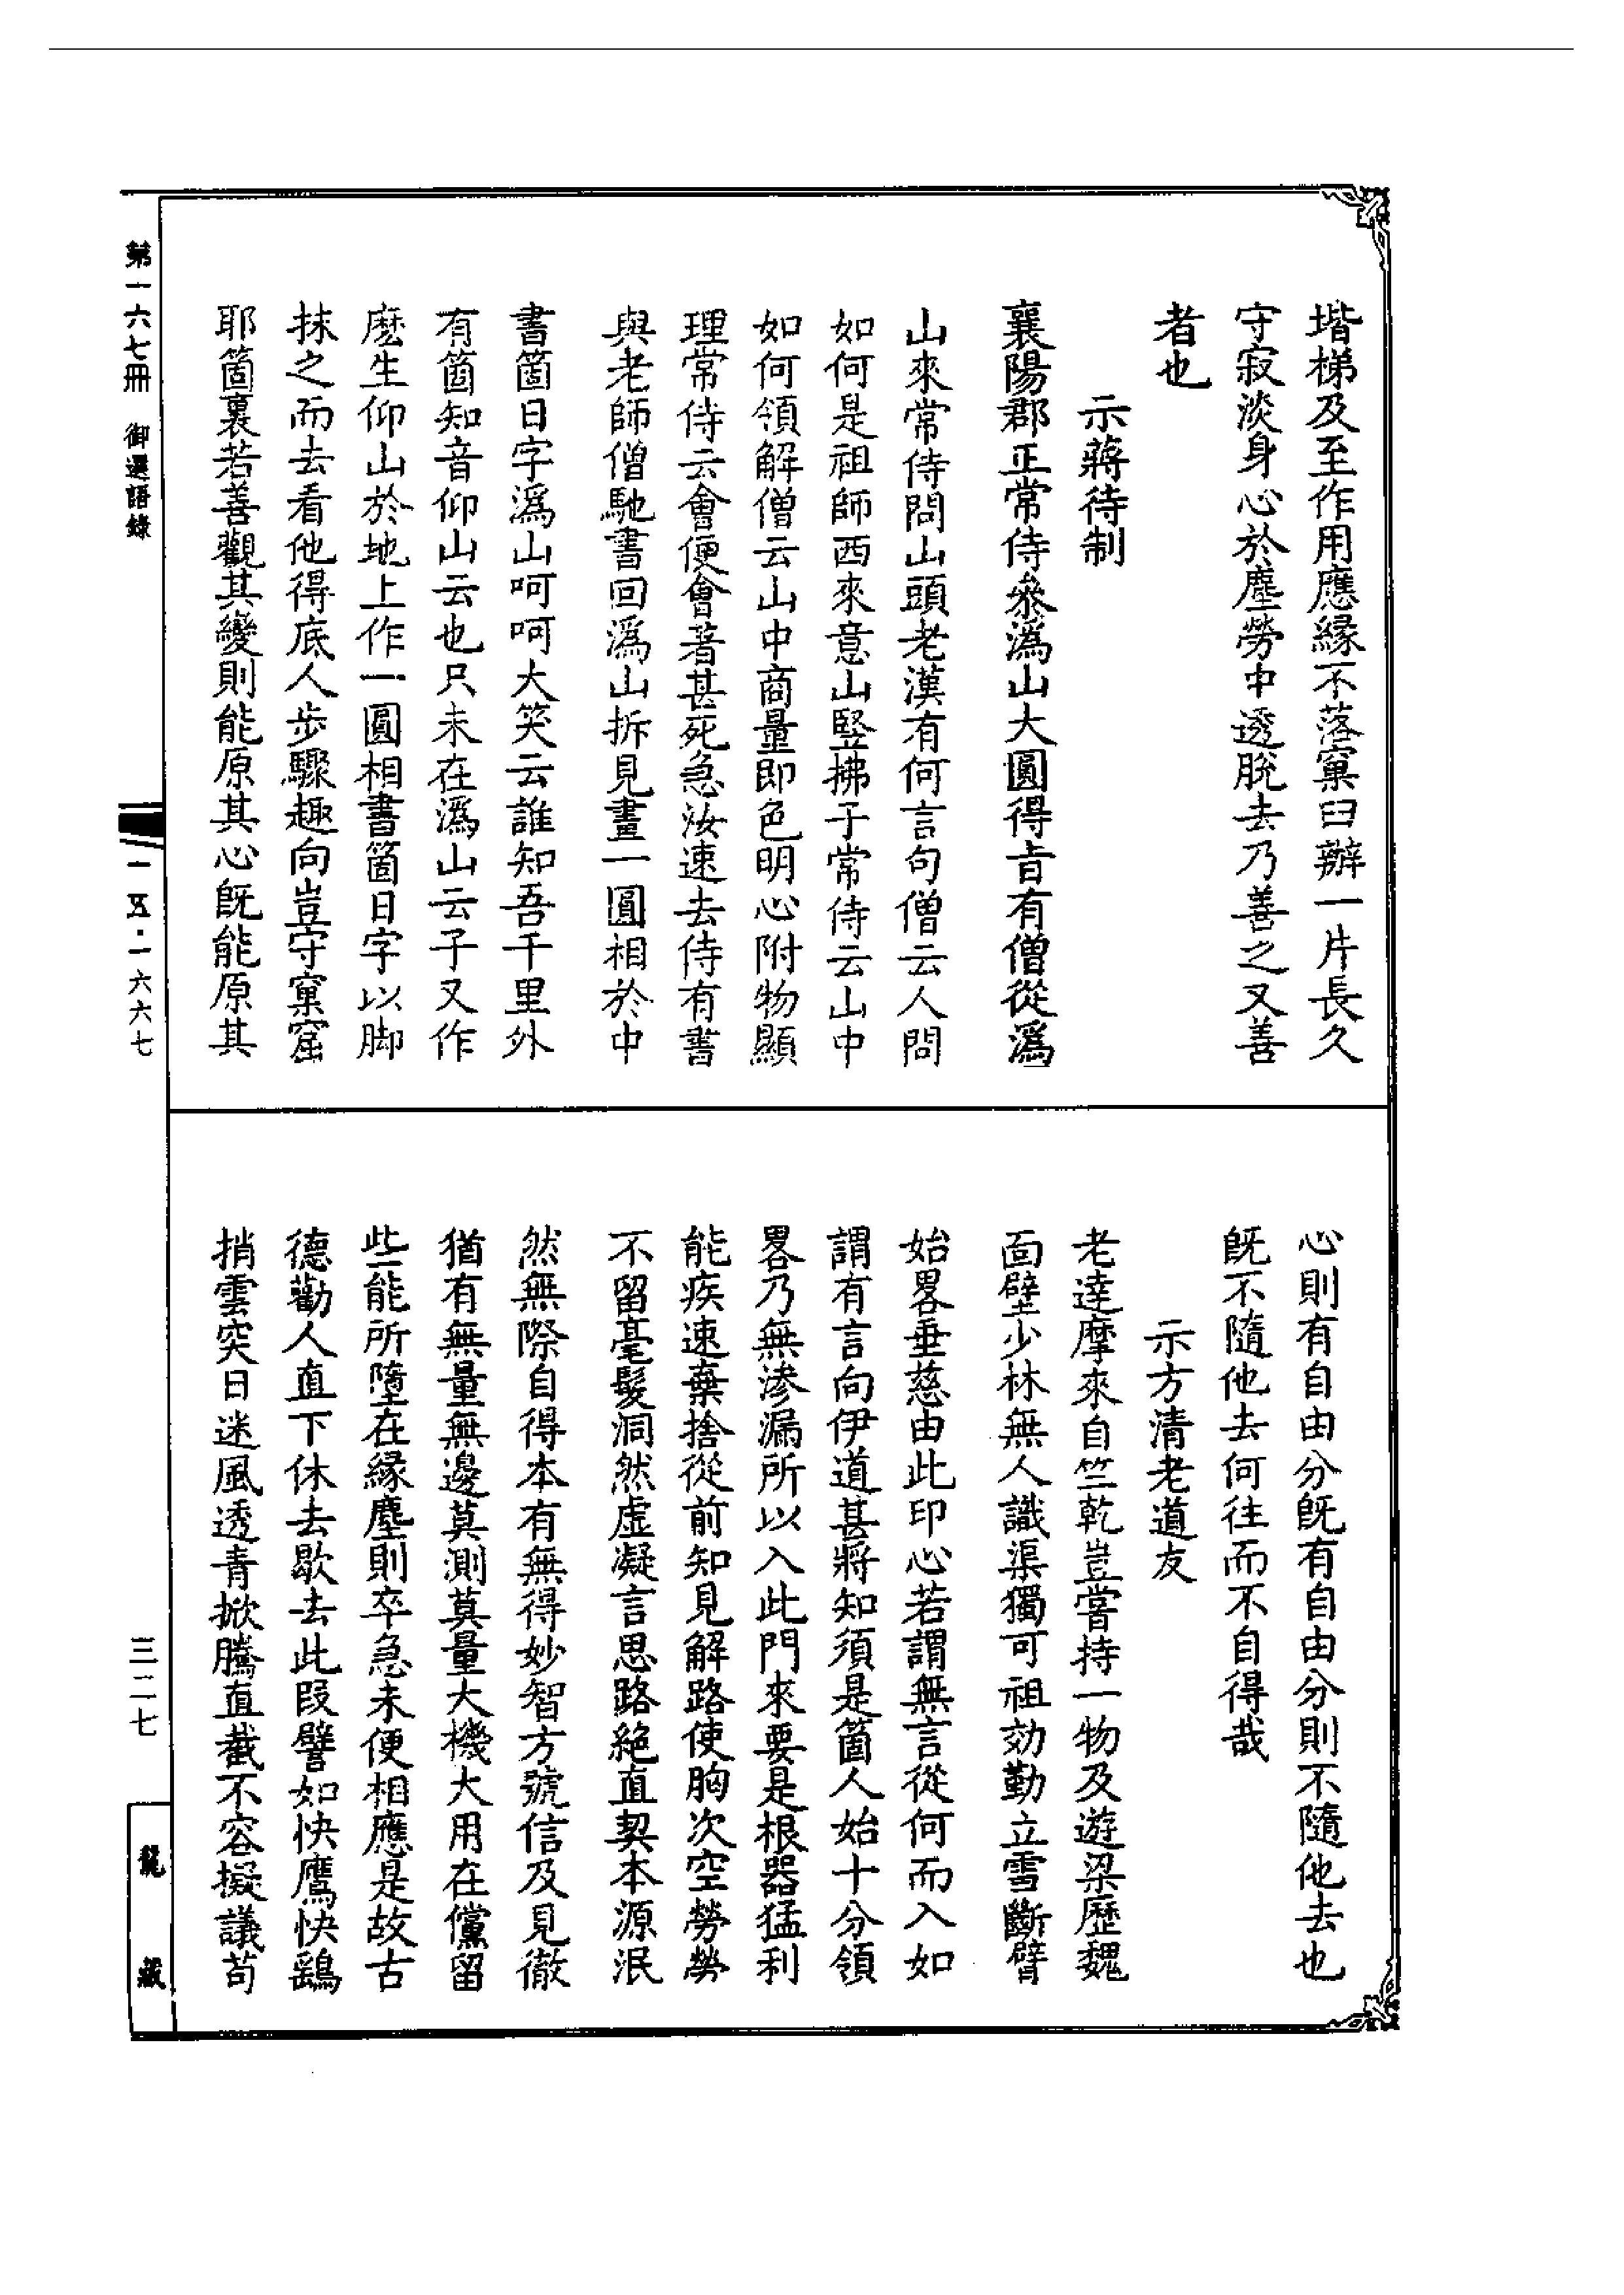 堦梯及至作用應緣不落窠臼辦一片長久
守寂淡身心於塵勞中透脫去乃善之又善
者也
示蔣待制
襄陽郡王常侍叅溈山大圓得旨有僧從溈
山來常侍問山頭老漢有何言句僧云人問
如何是祖師西來意山竪拂子常侍云山中
如何領解僧云山中商量即色明心附物顯
理常侍云會便會著甚死急汝速去侍有書
與老師僧馳書回溈山拆見畫一圓相於中
書箇日字溈山呵呵大笑云誰知吾千里外
有箇知音仰山云也只未在溈山云子又作
麽生仰山於地上作一圓相書箇日字以脚
抹之而去看他得底人步驟趣向豈守窠窟
耶箇裏若善觀其變則能原其心旣能原其
心則有自由分旣有自由分則不隨他去也
旣不隨他去何往而不自得哉
示方清老道友
老達摩來自竺乾豈嘗持一物及遊梁歷魏
面壁少林無人識渠獨可祖効勤立雪斷臂
始畧垂慈由此印心若謂無言從何而入如
謂有言向伊道甚將知須是箇人始十分領
畧乃無滲漏所以入此門來要是根器猛利
能疾速棄捨從前知見解路使胸次空勞勞
不留毫髮洞然虛凝言思路絕直契本源泯
然無際自得本有無得妙智方號信及見徹
猶有無量無邊莫測莫量大機大用在儻留
些能所墮在緣塵則卒急未便相應是故古
德勸人直下休去歇去此段譬如快鷹快鷂
捎雲突日迷風透青掀騰直截不容擬議苟
第一六七冊 御選語錄
一五·一六六七
三二七
龍藏